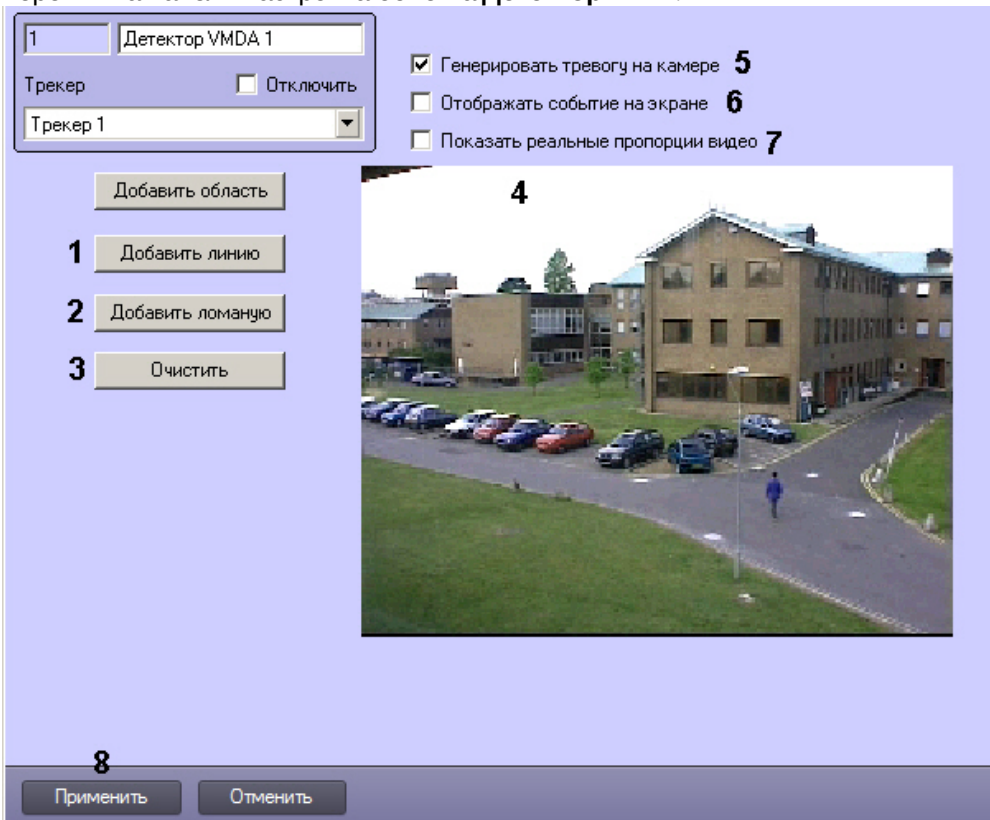 1 Детектор VMDA 1
Трекер Отключить
Трекер 1
Генерировать тревогу на камере 5
Отображать событие на экране 6
Показать реальные пропорции видео 7
Добавить область
4
1 Добавить линию
2 Добавить ломаную
3 Очистить
8
Применить Отменить